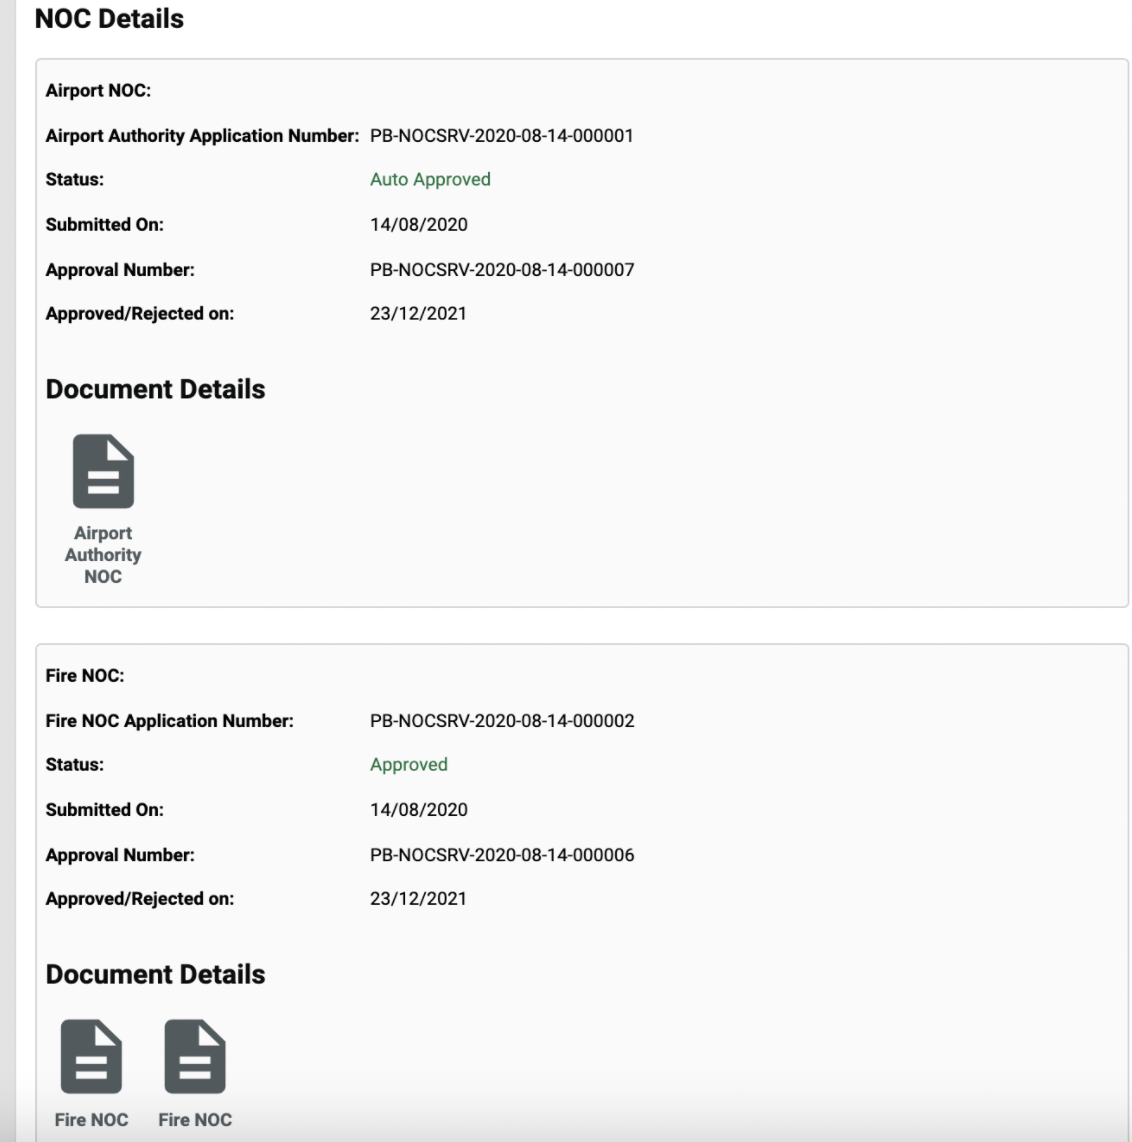 NOC Details
Airport NOC:
Airport Authority Application Number: PB-NOCSRV-2020-08-14-000001
Status: Auto Approved
Submitted On: 14/08/2020
Approval Number: PB-NOCSRV-2020-08-14-000007
Approved/Rejected on: 23/12/2021
Document Details
Airport
Authority
NOC
Fire NOC:
Fire NOC Application Number: PB-NOCSRV-2020-08-14-000002
Status: Approved
Submitted On: 14/08/2020
Approval Number: PB-NOCSRV-2020-08-14-000006
Approved/Rejected on: 23/12/2021
Document Details
Fire NOC Fire NOC